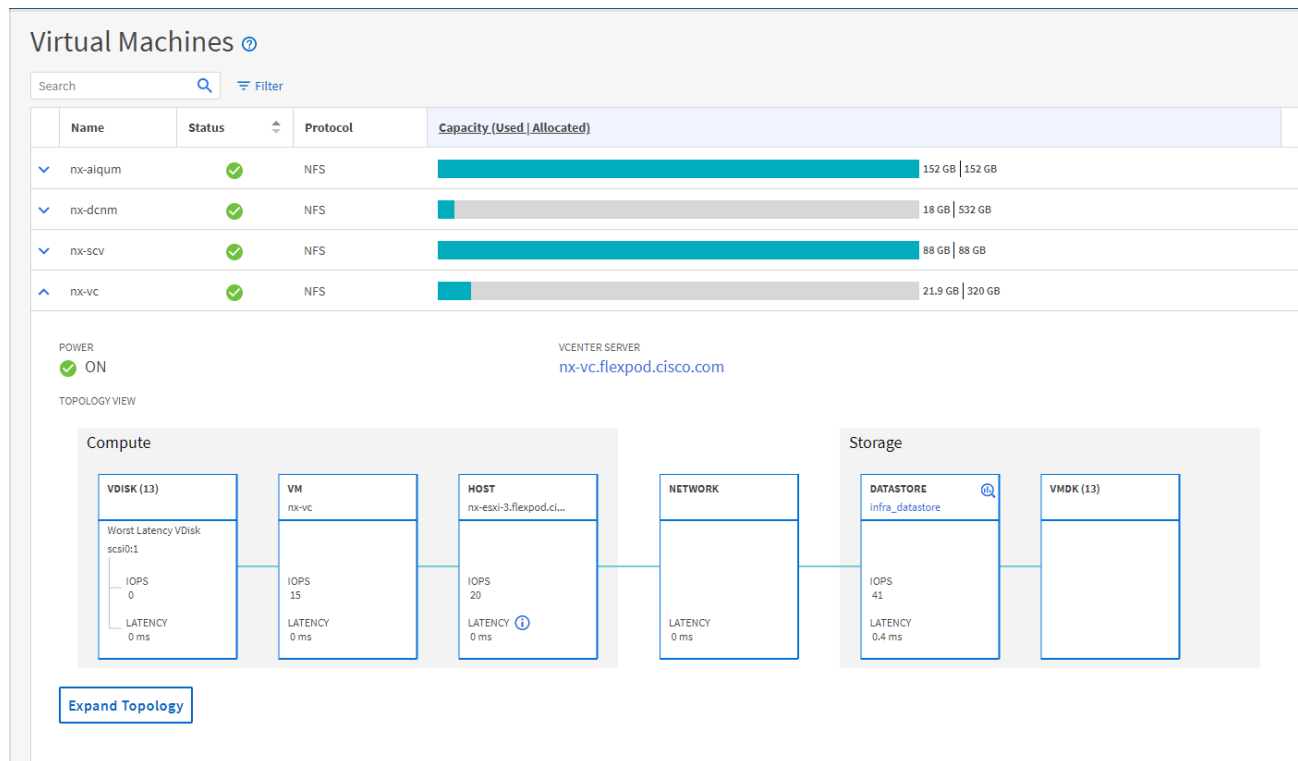 Virtual Machines
Search
Filter
Name Status Protocol Capacity (Used | Allocated)
nx-aiqum NFS 152 GB | 152 GB
nx-dcnm NFS 18 GB | 532 GB
nx-scv NFS 88 GB | 88 GB
nx-vc NFS 21.9 GB | 320 GB
POWER VCENTER SERVER
ON nx-vc.flexpod.cisco.com
TOPOLOGY VIEW
Compute Storage
VDISK (13) VM HOST NETWORK DATASTORE VMDK (13)
nx-vc nx-esxi-3.flexpod.ci... infra_datastore
Worst Latency VDisk
scsi0:1
IOPS IOPS IOPS IOPS
0 15 20 41
LATENCY LATENCY LATENCY LATENCY LATENCY
0 ms 0 ms 0 ms 0 ms 0.4 ms
Expand Topology